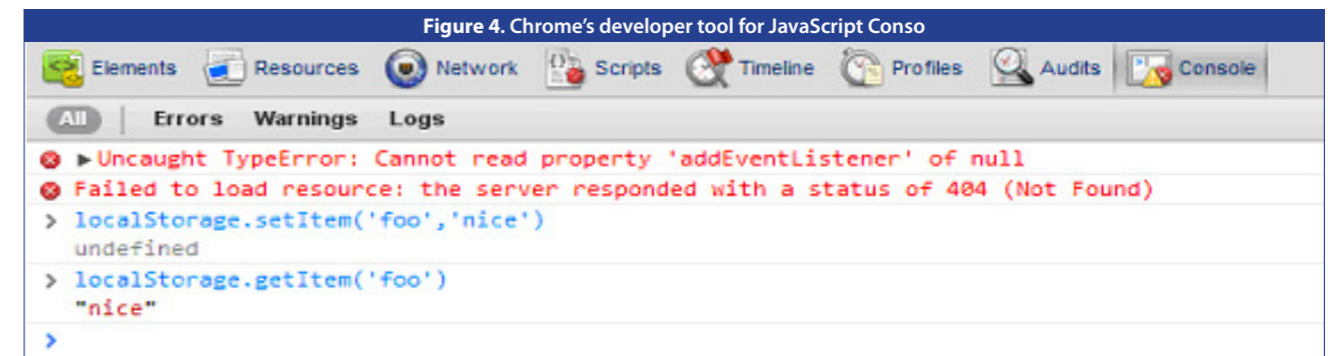 Figure 4. Chrome's developer tool for JavaScript Conso
Elements Resources Network Scripts Timeline Profiles Audits Console
All Errors Warnings Logs
Uncaught TypeError: Cannot read property 'addEventListener' of null
Failed to load resource: the server responded with a status of 404 (Not Found)
> localStorage.setItem('foo','nice')
undefined
> localStorage.getItem('foo')
"nice"
>